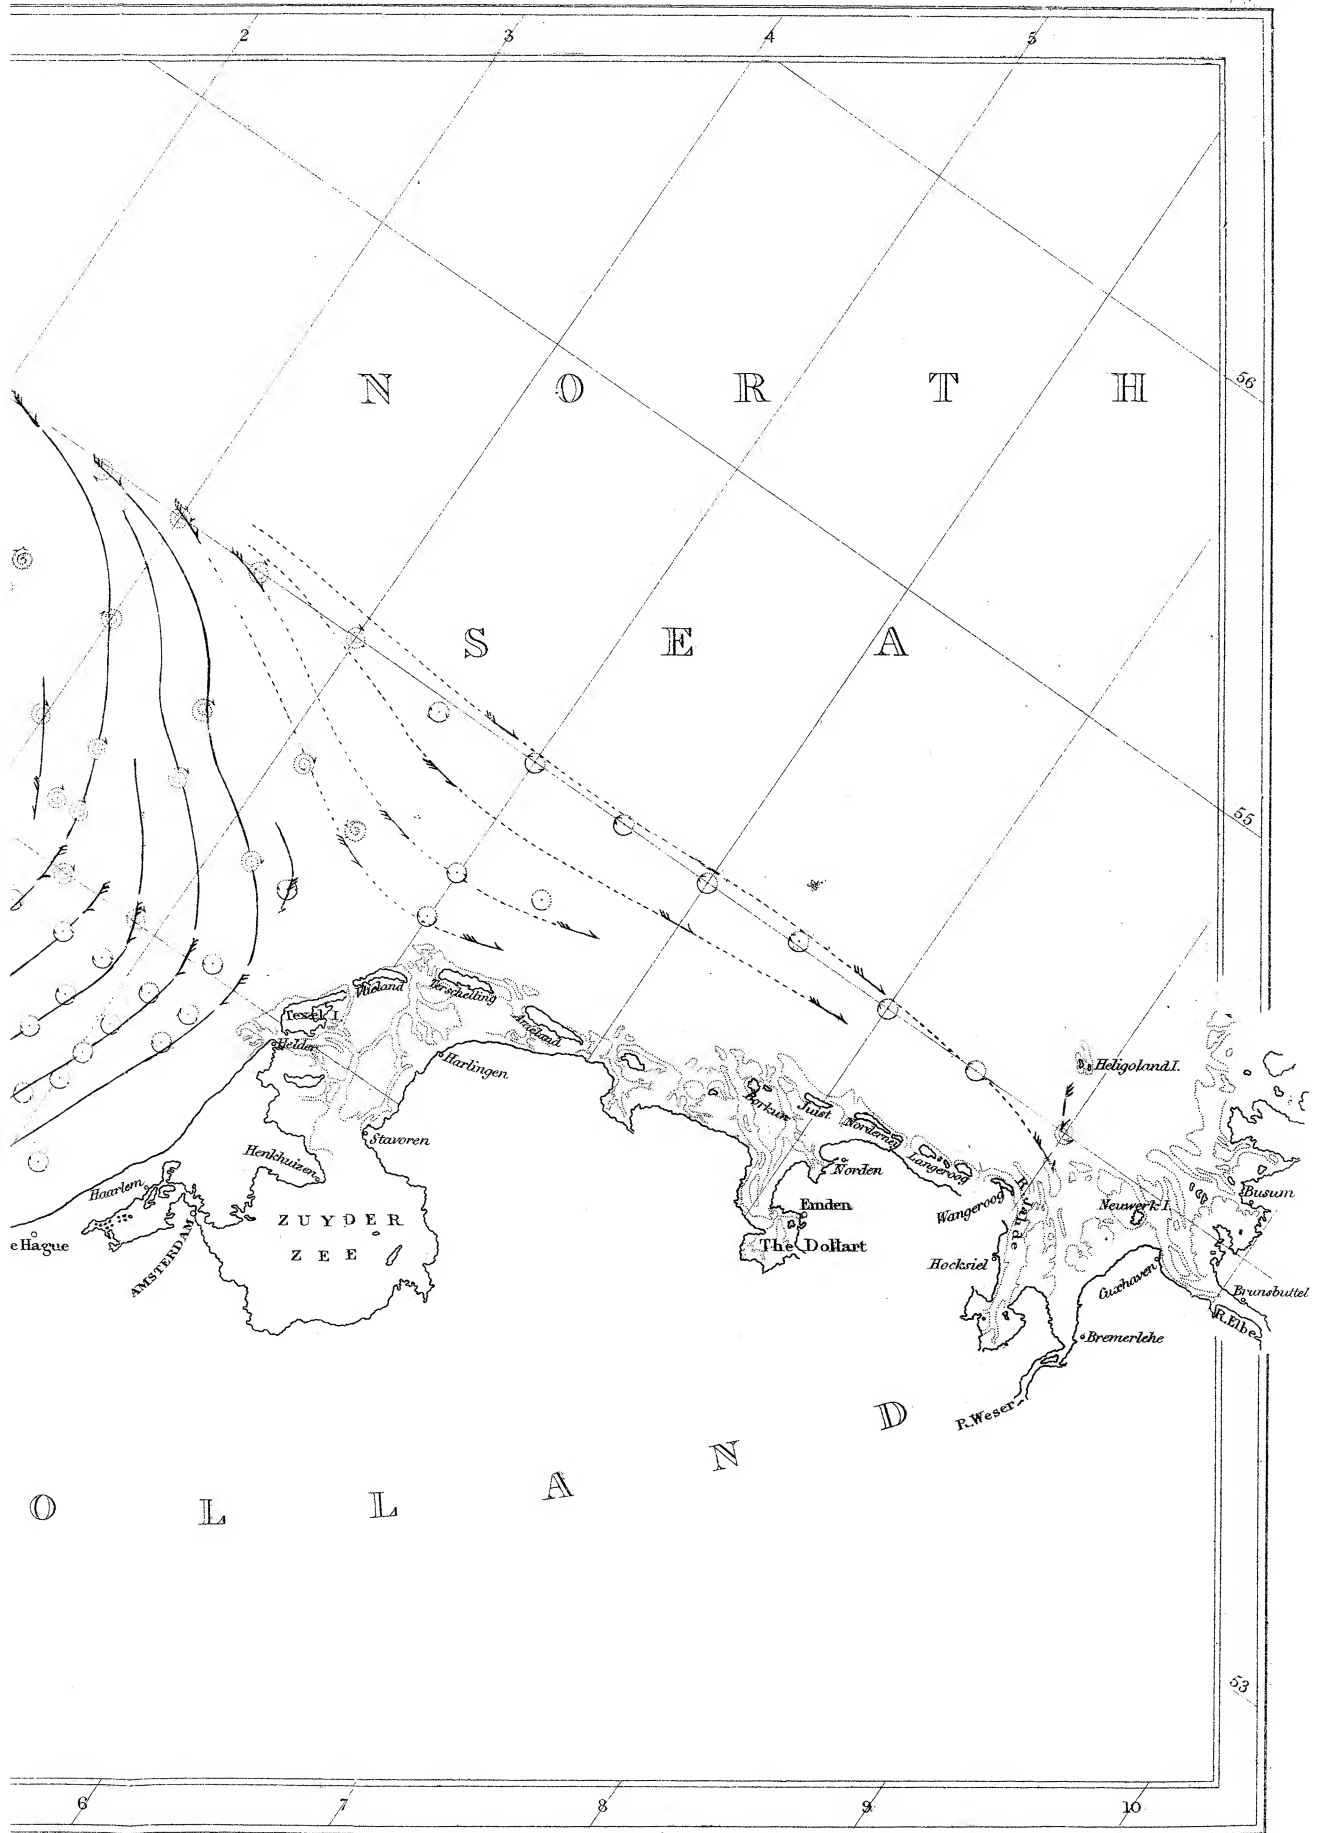 2 3 4 5
56
N O R T H
S E A
55
Heligoland I.
Vlieland
Terschelling
Texel I.
Ameland
Helder
Harlingen
Borkum
Juist
Norderney
Langeroog
Stavoren
Henkhuizen
Norden
Wangeroog
R. Jahde
Neuwerk I.
Busum
Haarlem
Emden
ZUYDER
ZEE
e Hague
AMSTERDAM
The Dollart
Hocksiel
Cuxhaven
Brunsbuttel
R. Elbe
Bremerlehe
R. Weser
O L L A N D
53
6 7 8 9 10